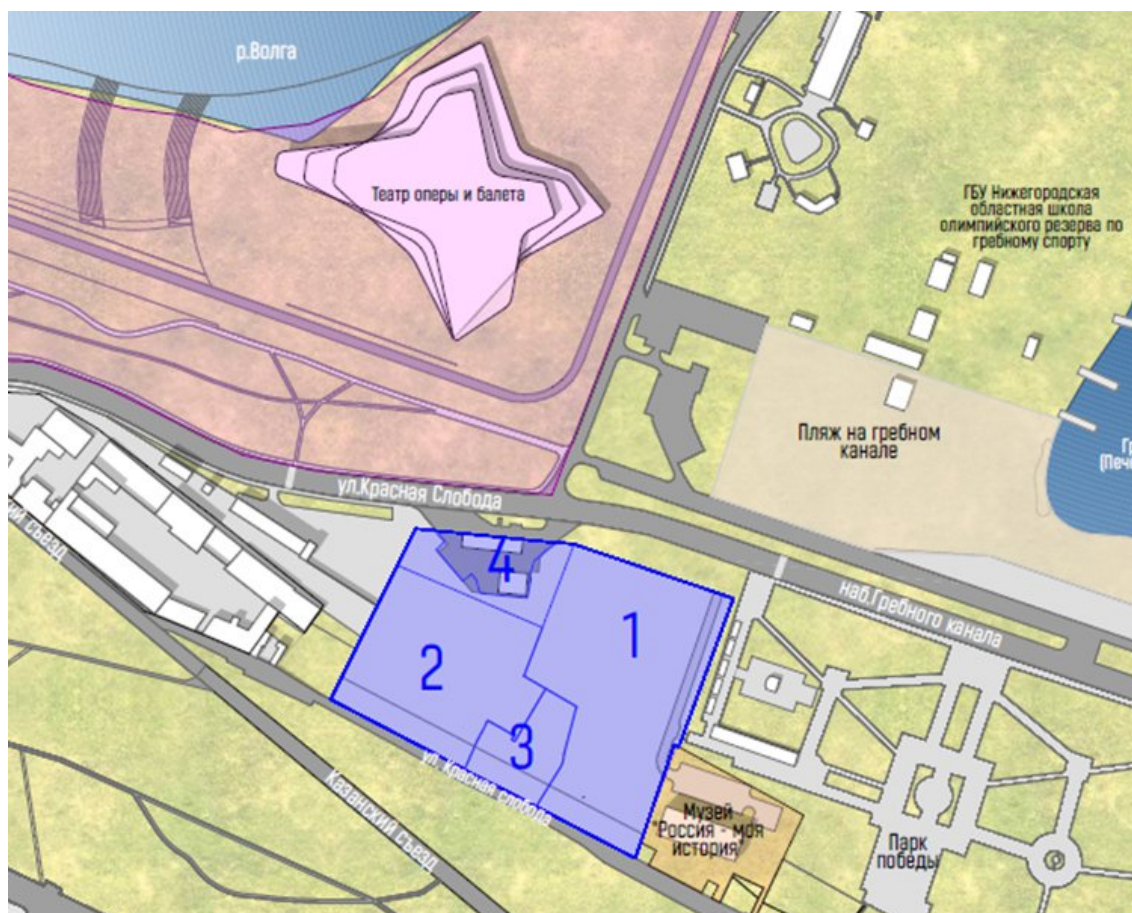 р.Волга
Театр оперы и балета
ГБУ Нижегородская
областная школа
олимпийского резерва по
гребному спорту
Пляж на гребном
канале
ул.Красная Слобода
съезд
4
1
2
3
наб.Гребного канала
ул. Красная слобода
Казанский съезд
Музей
"Россия - моя
история"
Парк
победы